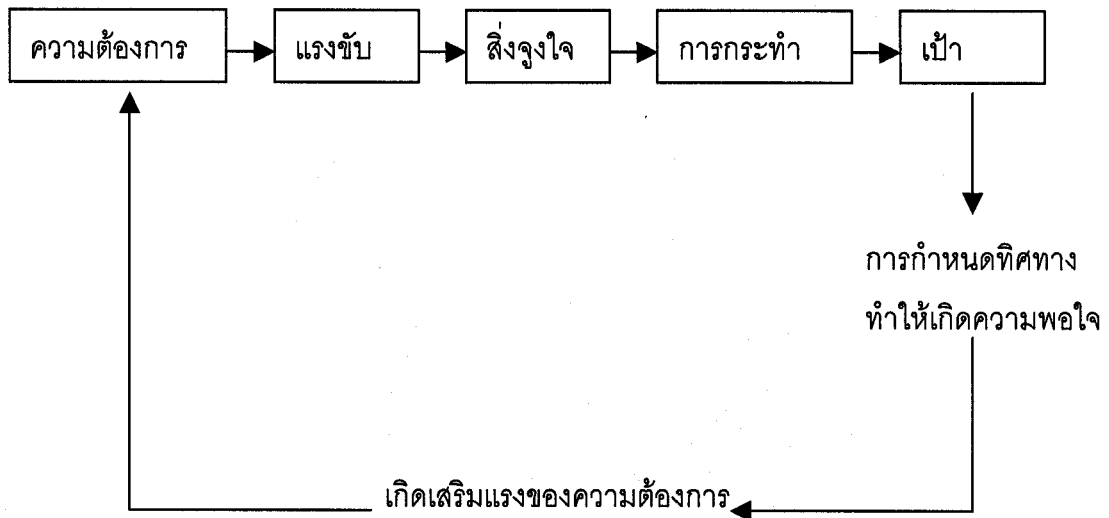 ความต้องการ
แรงขับ
สิ่งจูงใจ
การกระทำ
เป้า
การกำหนดทิศทาง
ทำให้เกิดความพอใจ
เกิดเสริมแรงของความต้องการ